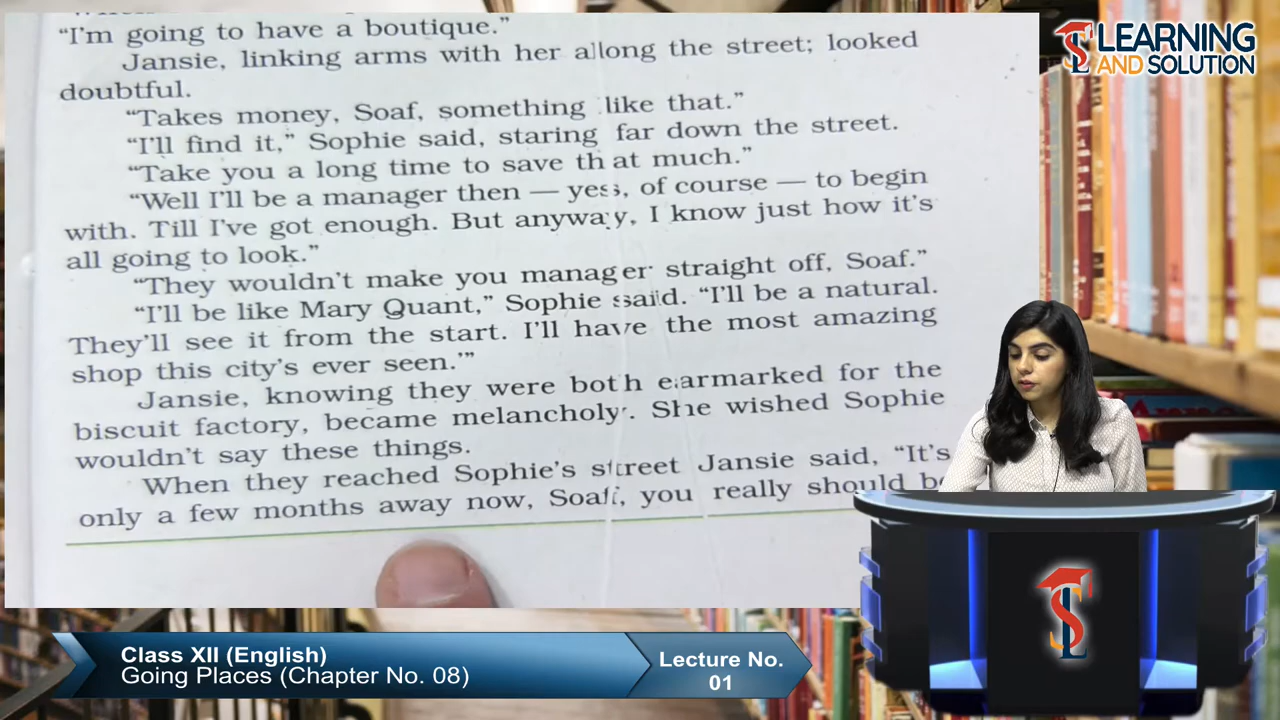 "I'm going to have a boutique."
Jansie, linking arms with her along the street; looked
doubtful.
"Takes money, Soaf, something like that."
"I'll find it," Sophie said, staring far down the street.
"Take you a long time to save that much."
"Well I'll be a manager then — yes, of course — to begin
with. Till I've got enough. But anyway, I know just how it's
all going to look."
"They wouldn't make you manager straight off, Soaf."
"I'll be like Mary Quant," Sophie said. "I'll be a natural.
They'll see it from the start. I'll have the most amazing
shop this city's ever seen.'"
Jansie, knowing they were both earmarked for the
biscuit factory, became melancholy. She wished Sophie
wouldn't say these things.
When they reached Sophie's street Jansie said, "It's
only a few months away now, Soaf, you really should be
LEARNING
AND SOLUTION
Class XII (English)
Going Places (Chapter No. 08)
Lecture No.
01